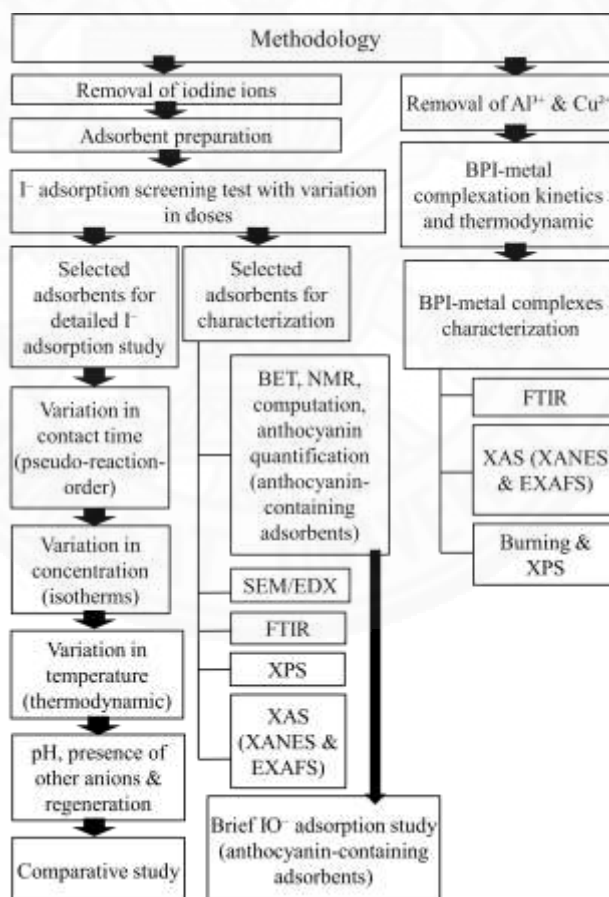 Methodology
Removal of iodine ions
Adsorbent preparation
I⁻ adsorption screening test with variation
in doses
Selected
adsorbents for
detailed I⁻
adsorption study
Variation in
contact time
(pseudo-reaction-
order)
Variation in
concentration
(isotherms)
Variation in
temperature
(thermodynamic)
pH, presence of
other anions &
regeneration
Comparative study
Selected
adsorbents for
characterization
BET, NMR,
computation,
anthocyanin
quantification
(anthocyanin-
containing
adsorbents)
SEM/EDX
FTIR
XPS
XAS
(XANES &
EXAFS)
Brief IO⁻ adsorption study
(anthocyanin-containing
adsorbents)
Removal of Al³⁺ & Cu²⁺
BPI-metal
complexation kinetics
and thermodynamic
BPI-metal complexes
characterization
FTIR
XAS (XANES
& EXAFS)
Burning &
XPS